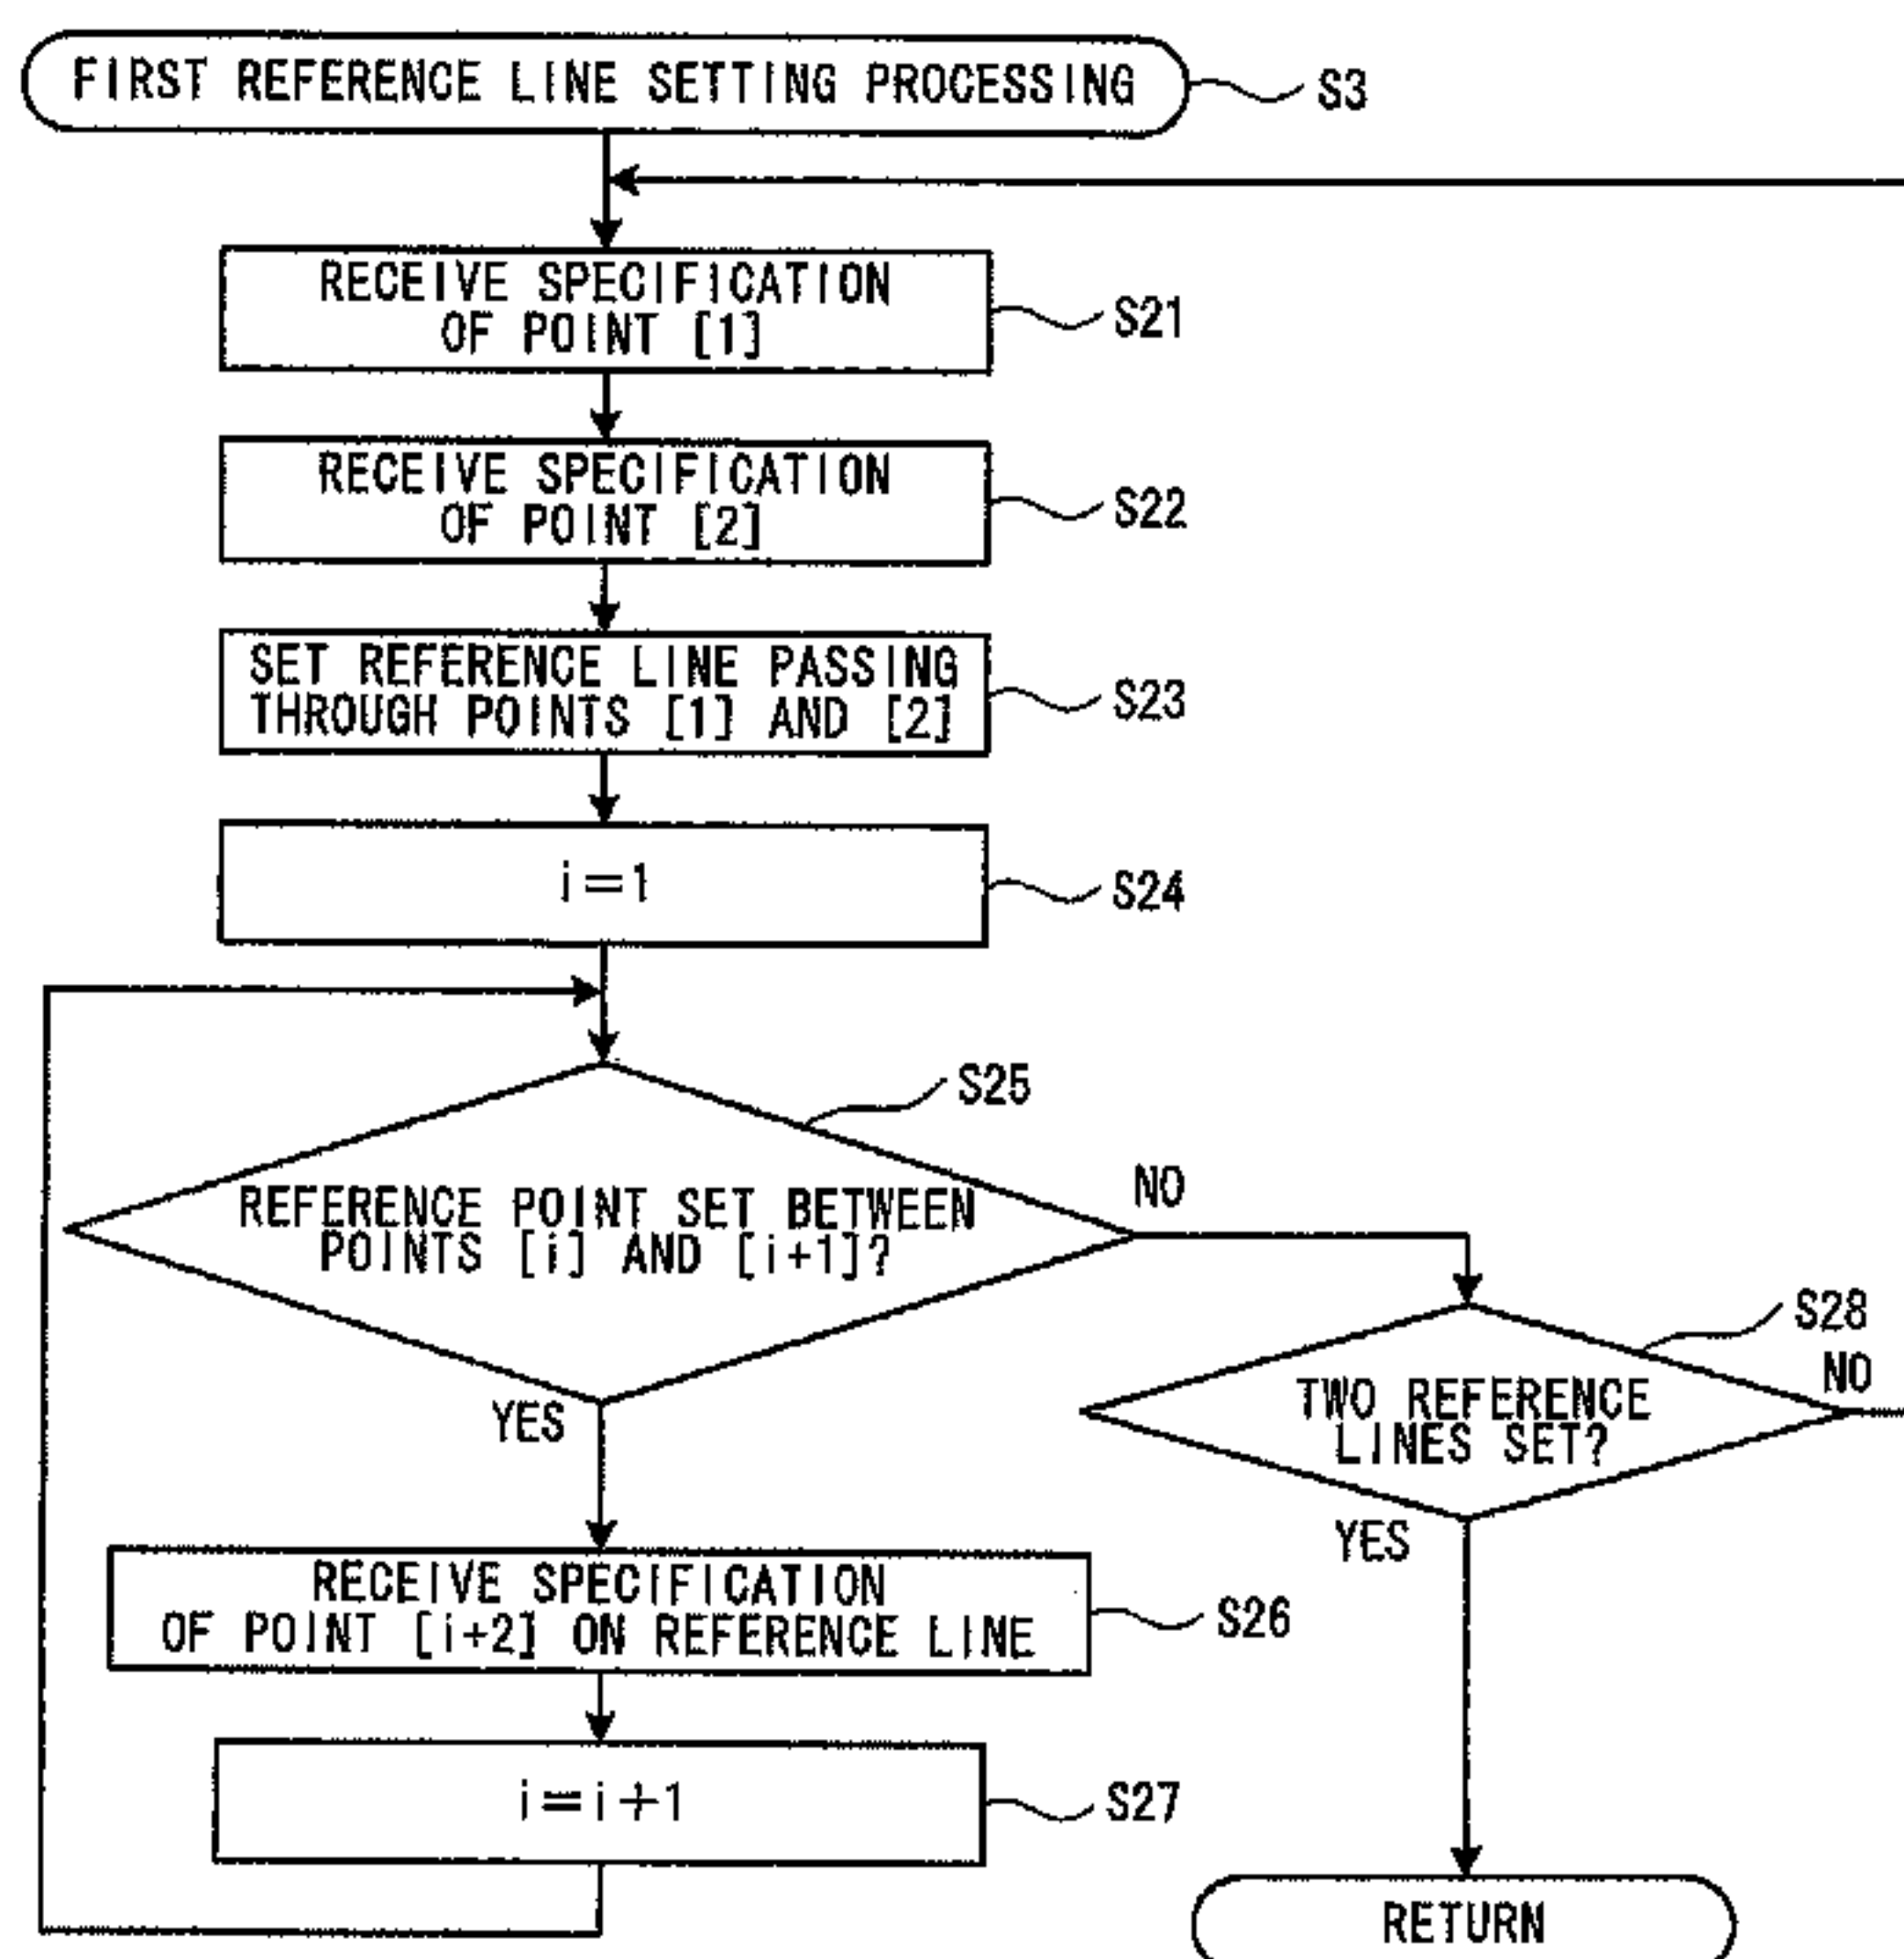 FIRST REFERENCE LINE SETTING PROCESSING
S3
RECEIVE SPECIFICATION
OF POINT [1]
S21
RECEIVE SPECIFICATION
OF POINT [2]
S22
SET REFERENCE LINE PASSING
THROUGH POINTS [1] AND [2]
S23
i=1
S24
S25
REFERENCE POINT SET BETWEEN
POINTS [i] AND [i+1]?
NO
YES
S28
TWO REFERENCE
LINES SET?
NO
YES
RECEIVE SPECIFICATION
OF POINT [i+2] ON REFERENCE LINE
S26
i=i+1
S27
RETURN